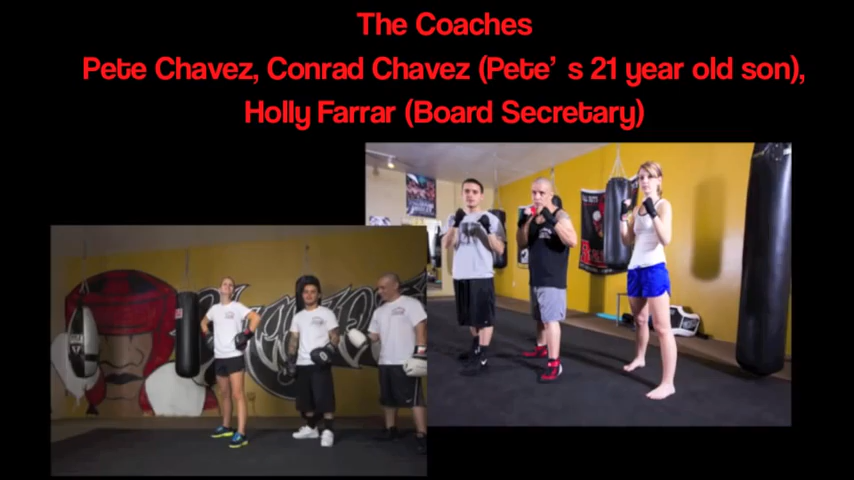 The Coaches
Pete Chavez, Conrad Chavez (Pete’ s 21 year old son),
Holly Farrar (Board Secretary)